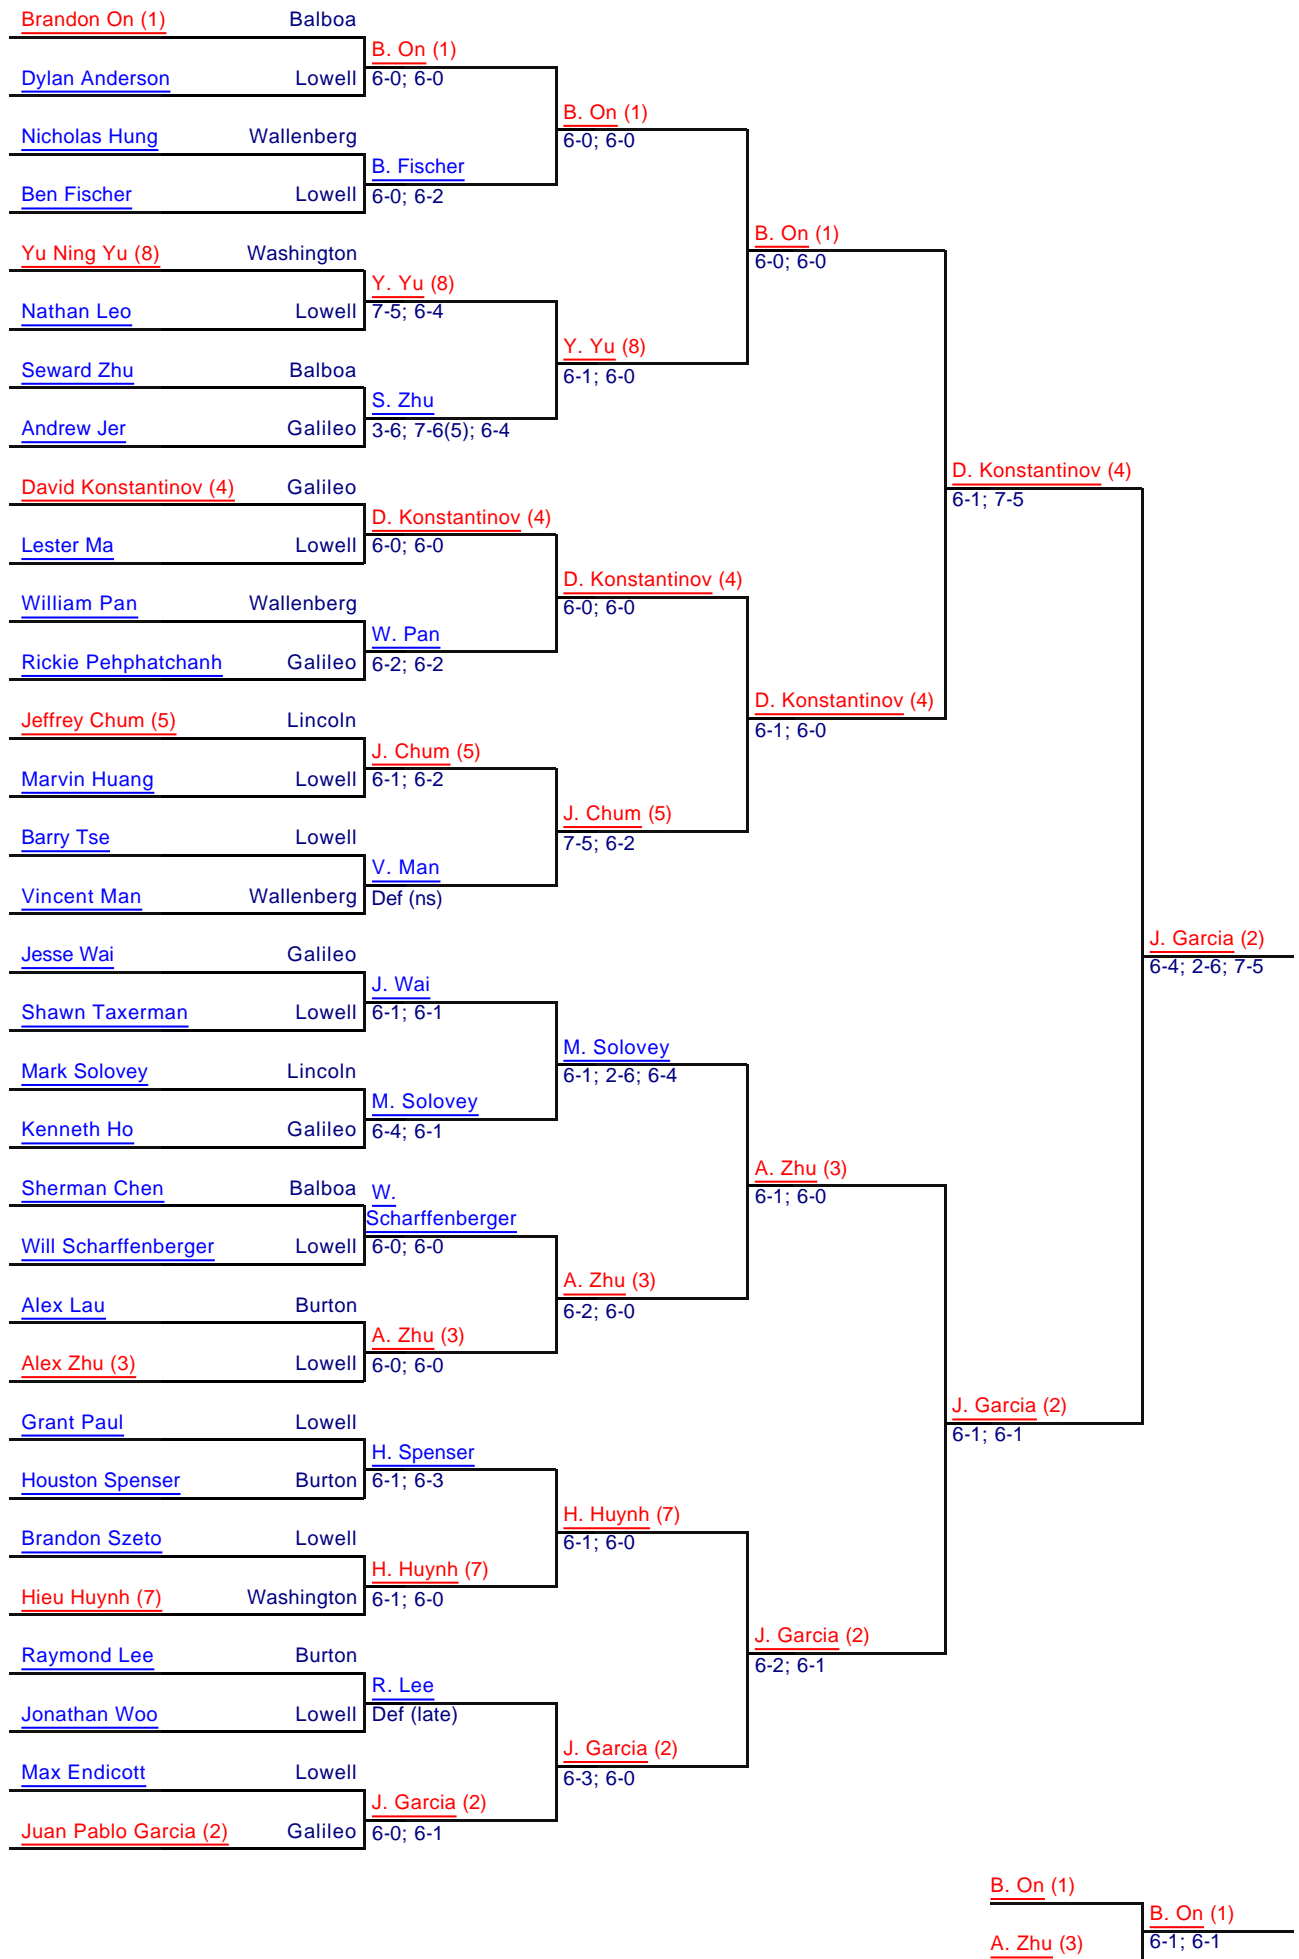 Brandon On (1) Balboa
Dylan Anderson Lowell
Nicholas Hung Wallenberg
Ben Fischer Lowell
Yu Ning Yu (8) Washington
Nathan Leo Lowell
Seward Zhu Balboa
Andrew Jer Galileo
David Konstantinov (4) Galileo
Lester Ma Lowell
William Pan Wallenberg
Rickie Pehphatchanh Galileo
Jeffrey Chum (5) Lincoln
Marvin Huang Lowell
Barry Tse Lowell
Vincent Man Wallenberg
Jesse Wai Galileo
Shawn Taxerman Lowell
Mark Solovey Lincoln
Kenneth Ho Galileo
Sherman Chen Balboa
Will Scharffenberger Lowell
Alex Lau Burton
Alex Zhu (3) Lowell
Grant Paul Lowell
Houston Spenser Burton
Brandon Szeto Lowell
Hieu Huynh (7) Washington
Raymond Lee Burton
Jonathan Woo Lowell
Max Endicott Lowell
Juan Pablo Garcia (2) Galileo
B. On (1)
6-0; 6-0
B. Fischer
6-0; 6-2
Y. Yu (8)
7-5; 6-4
S. Zhu
3-6; 7-6(5); 6-4
D. Konstantinov (4)
6-0; 6-0
W. Pan
6-2; 6-2
J. Chum (5)
6-1; 6-2
V. Man
Def (ns)
J. Wai
6-1; 6-1
M. Solovey
6-4; 6-1
W.
Scharffenberger
6-0; 6-0
A. Zhu (3)
6-0; 6-0
H. Spenser
6-1; 6-3
H. Huynh (7)
6-1; 6-0
R. Lee
Def (late)
J. Garcia (2)
6-0; 6-1
B. On (1)
6-0; 6-0
Y. Yu (8)
6-1; 6-0
D. Konstantinov (4)
6-0; 6-0
J. Chum (5)
7-5; 6-2
M. Solovey
6-1; 2-6; 6-4
A. Zhu (3)
6-2; 6-0
H. Huynh (7)
6-1; 6-0
J. Garcia (2)
6-3; 6-0
B. On (1)
6-0; 6-0
D. Konstantinov (4)
6-1; 6-0
A. Zhu (3)
6-1; 6-0
J. Garcia (2)
6-2; 6-1
D. Konstantinov (4)
6-1; 7-5
J. Garcia (2)
6-1; 6-1
J. Garcia (2)
6-4; 2-6; 7-5
B. On (1)
A. Zhu (3)
B. On (1)
6-1; 6-1